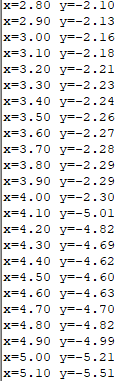 x=2.80 y=-2.10
x=2.90 y=-2.13
x=3.00 y=-2.16
x=3.10 y=-2.18
x=3.20 y=-2.21
x=3.30 y=-2.23
x=3.40 y=-2.24
x=3.50 y=-2.26
x=3.60 y=-2.27
x=3.70 y=-2.28
x=3.80 y=-2.29
x=3.90 y=-2.29
x=4.00 y=-2.30
x=4.10 y=-5.01
x=4.20 y=-4.82
x=4.30 y=-4.69
x=4.40 y=-4.62
x=4.50 y=-4.60
x=4.60 y=-4.63
x=4.70 y=-4.70
x=4.80 y=-4.82
x=4.90 y=-4.99
x=5.00 y=-5.21
x=5.10 y=-5.51